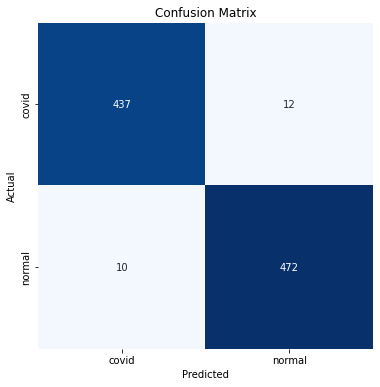 Confusion Matrix
Actual
covid
437 12
normal
10 472
covid normal
Predicted